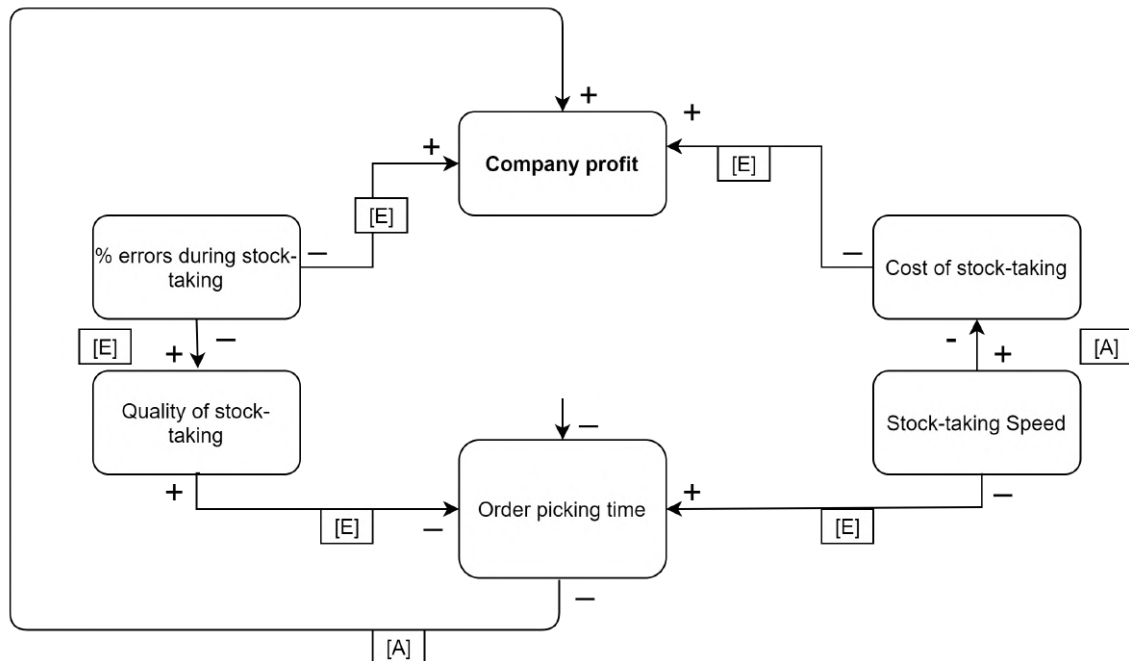 +
+
Company profit
+
[E]
[E]
% errors during stock-
taking
–
–
Cost of stock-taking
[E]
–
+
-
+
[A]
Quality of stock-
taking
Stock-taking Speed
–
+
[E]
–
Order picking time
+
[E]
–
–
[A]